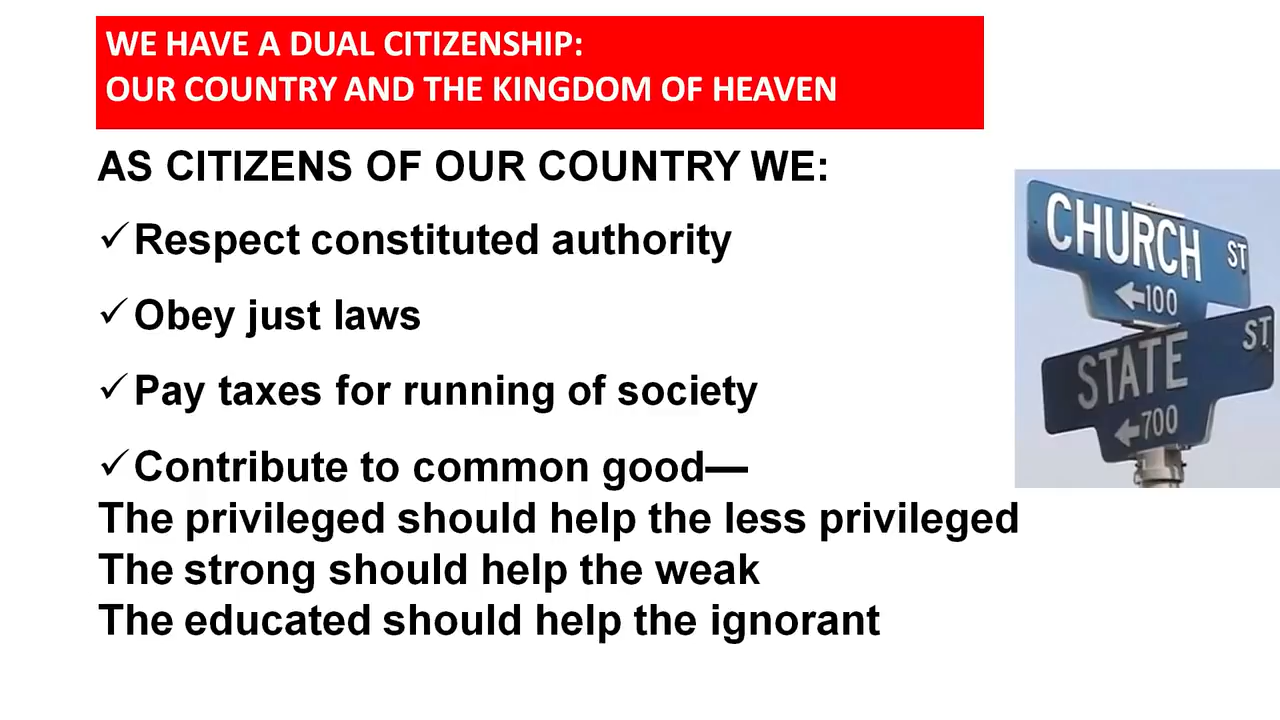 WE HAVE A DUAL CITIZENSHIP:
OUR COUNTRY AND THE KINGDOM OF HEAVEN
AS CITIZENS OF OUR COUNTRY WE:
✓Respect constituted authority
✓Obey just laws
✓Pay taxes for running of society
✓Contribute to common good—
The privileged should help the less privileged
The strong should help the weak
The educated should help the ignorant
CHURCH ST
←100
STATE ST
←700